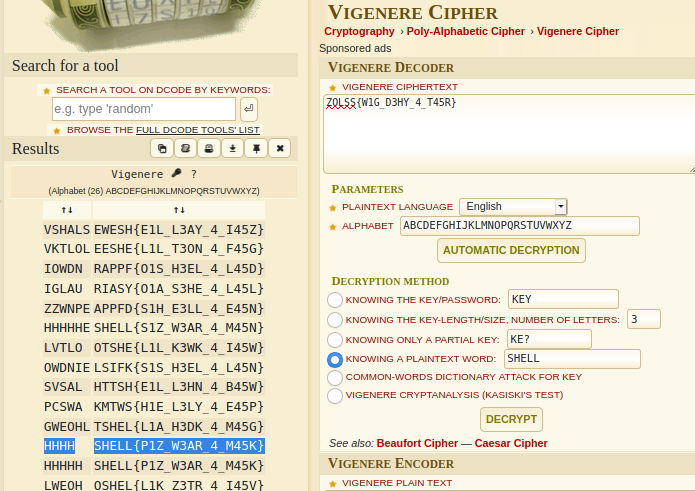 Search for a tool
SEARCH A TOOL ON DCODE BY KEYWORDS:
e.g. type 'random'
BROWSE THE FULL DCODE TOOLS' LIST
Results
Vigenere ?
(Alphabet (26) ABCDEFGHIJKLMNOPQRSTUVWXYZ)
↑↓ ↑↓
VSHALS EWESH{E1L_L3AY_4_I45Z}
VKTLOL EESHE{L1L_T3ON_4_F45G}
IOWDN RAPPF{O1S_H3EL_4_L45D}
IGLAU RIASY{O1A_S3HE_4_L45L}
ZZWNPE APPFD{S1H_E3LL_4_E45N}
HHHHHE SHELL{S1Z_W3AR_4_M45N}
LVTLO OTSHE{L1L_K3WK_4_I45W}
OWDNIE LSIFK{S1S_H3EL_4_L45N}
SVSAL HTTSH{E1L_L3HN_4_B45W}
PCSWA KMTWS{H1E_L3LY_4_E45P}
GWEOHL TSHEL{L1A_H3DK_4_M45G}
HHHH SHELL{P1Z_W3AR_4_M45K}
HHHHH SHELL{P1Z_W3AR_4_M45K}
LWEOH OSHEL{L1K_Z3TR_4_I45V}
VIGENERE CIPHER
Cryptography › Poly-Alphabetic Cipher › Vigenere Cipher
Sponsored ads
VIGENERE DECODER
VIGENERE CIPHERTEXT
ZOLSS{W1G_D3HY_4_T45R}
PARAMETERS
PLAINTEXT LANGUAGE English
ALPHABET ABCDEFGHIJKLMNOPQRSTUVWXYZ
AUTOMATIC DECRYPTION
DECRYPTION METHOD
KNOWING THE KEY/PASSWORD: KEY
KNOWING THE KEY-LENGTH/SIZE, NUMBER OF LETTERS: 3
KNOWING ONLY A PARTIAL KEY: KE?
KNOWING A PLAINTEXT WORD: SHELL
COMMON-WORDS DICTIONARY ATTACK FOR KEY
VIGENERE CRYPTANALYSIS (KASISKI'S TEST)
DECRYPT
See also: Beaufort Cipher — Caesar Cipher
VIGENERE ENCODER
VIGENERE PLAIN TEXT